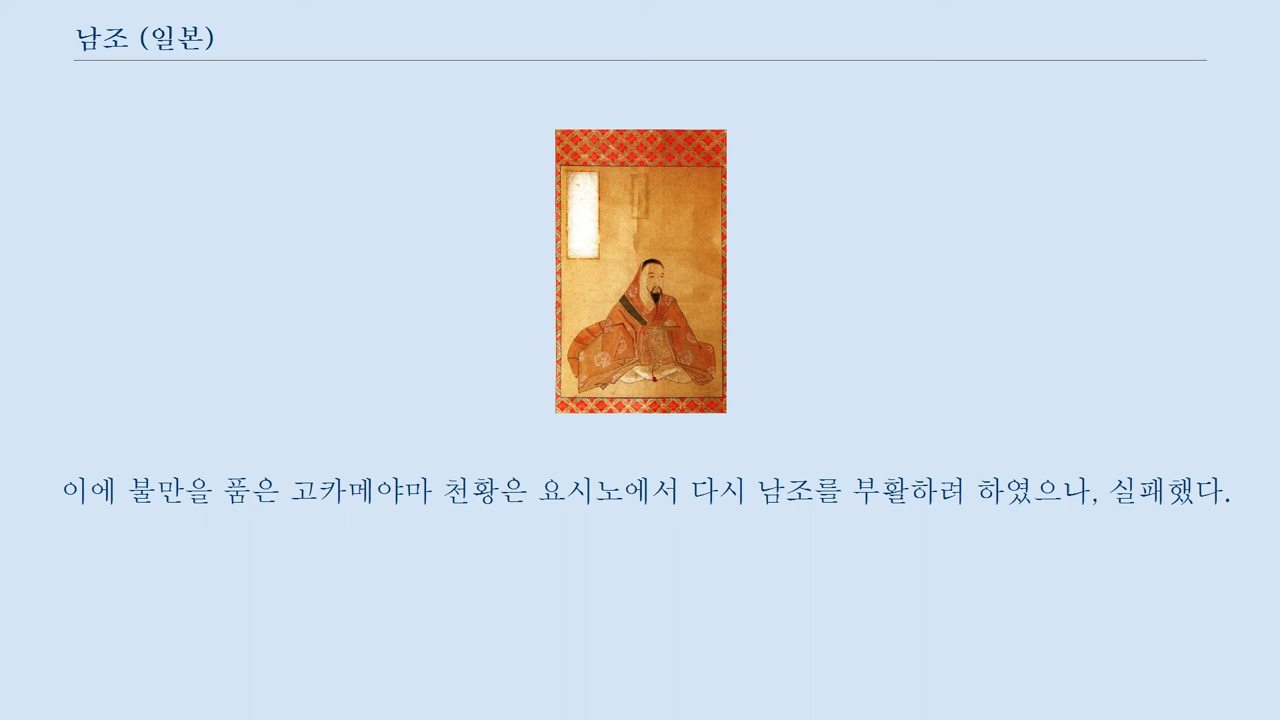 남조 (일본)
이에 불만을 품은 고카메야마 천황은 요시노에서 다시 남조를 부활하려 하였으나, 실패했다.